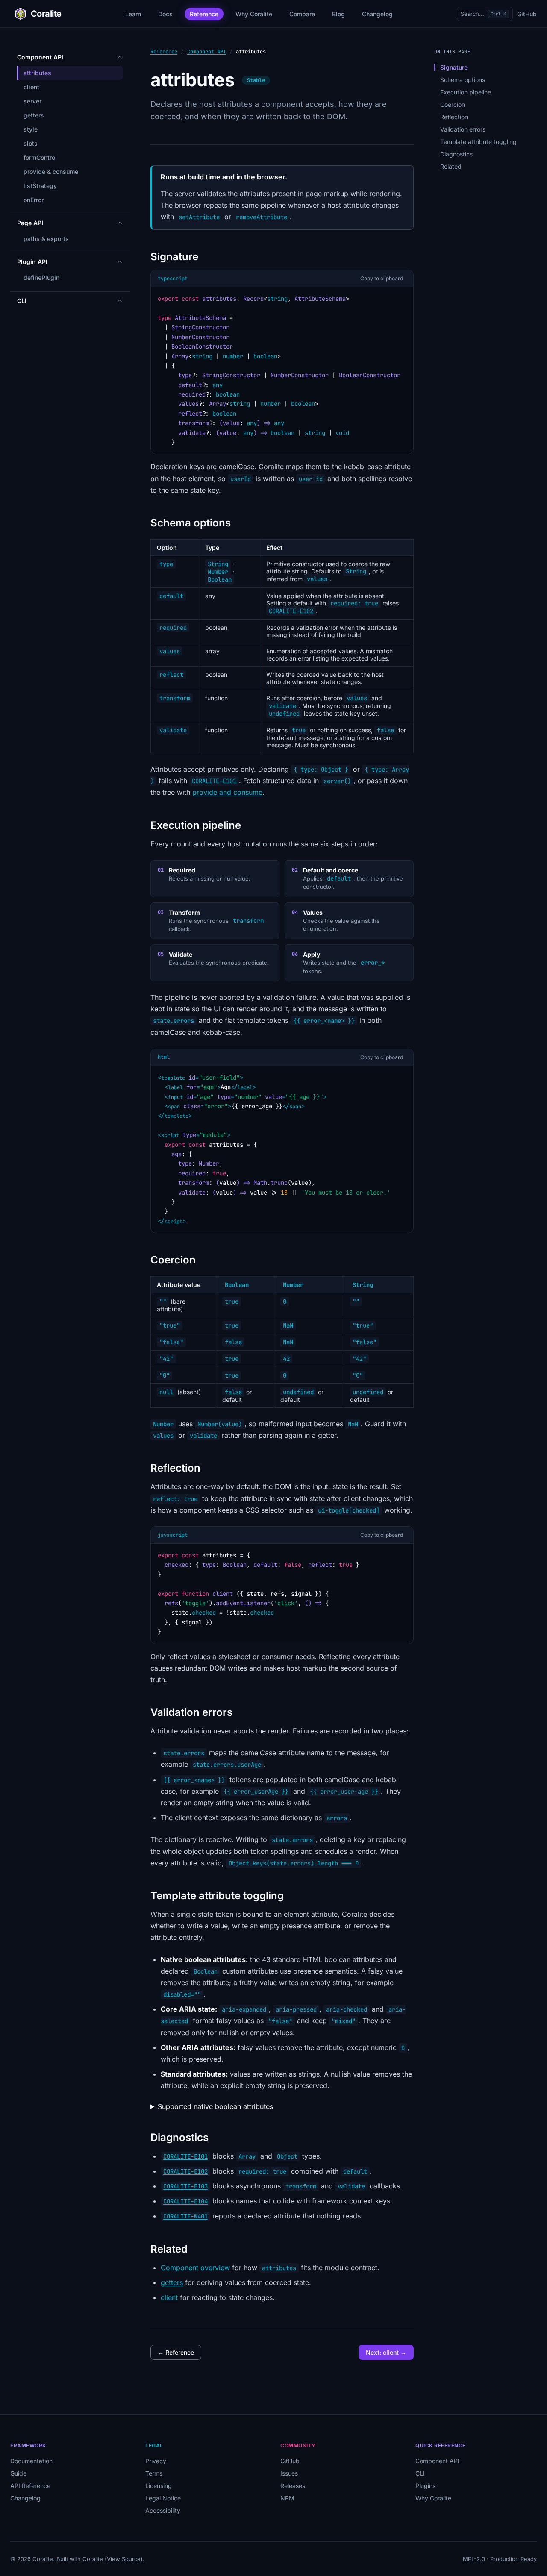 Coralite
Learn Docs Reference Why Coralite Compare Blog Changelog
Search... Ctrl K GitHub
Component API
attributes
client
server
getters
style
slots
formControl
provide & consume
listStrategy
onError
Page API
paths & exports
Plugin API
definePlugin
CLI
Reference / Component API / attributes
attributes Stable
Declares the host attributes a component accepts, how they are
coerced, and when they are written back to the DOM.
Runs at build time and in the browser.
The server validates the attributes present in page markup while rendering.
The browser repeats the same pipeline whenever a host attribute changes
with setAttribute or removeAttribute.
Signature
typescript Copy to clipboard
export const attributes: Record<string, AttributeSchema>
type AttributeSchema =
| StringConstructor
| NumberConstructor
| BooleanConstructor
| Array<string | number | boolean>
| {
type?: StringConstructor | NumberConstructor | BooleanConstructor
default?: any
required?: boolean
values?: Array<string | number | boolean>
reflect?: boolean
transform?: (value: any) => any
validate?: (value: any) => boolean | string | void
}
Declaration keys are camelCase. Coralite maps them to the kebab-case attribute
on the host element, so userId is written as user-id and both spellings resolve
to the same state key.
Schema options
Option Type Effect
type String · Number · Boolean Primitive constructor used to coerce the raw
attribute string. Defaults to String, or is
inferred from values.
default any Value applied when the attribute is absent.
Setting a default with required: true raises
CORALITE-E102.
required boolean Records a validation error when the attribute is
missing instead of failing the build.
values array Enumeration of accepted values. A mismatch
records an error listing the expected values.
reflect boolean Writes the coerced value back to the host
attribute whenever state changes.
transform function Runs after coercion, before values and
validate. Must be synchronous; returning
undefined leaves the state key unset.
validate function Returns true or nothing on success, false for
the default message, or a string for a custom
message. Must be synchronous.
Attributes accept primitives only. Declaring { type: Object } or { type: Array
} fails with CORALITE-E101. Fetch structured data in server(), or pass it down
the tree with provide and consume.
Execution pipeline
Every mount and every host mutation runs the same six steps in order:
01 Required
Rejects a missing or null value.
02 Default and coerce
Applies default, then the primitive
constructor.
03 Transform
Runs the synchronous transform
callback.
04 Values
Checks the value against the
enumeration.
05 Validate
Evaluates the synchronous predicate.
06 Apply
Writes state and the error_*
tokens.
The pipeline is never aborted by a validation failure. A value that was supplied is
kept in state so the UI can render around it, and the message is written to
state.errors and the flat template tokens {{ error_<name> }} in both
camelCase and kebab-case.
html Copy to clipboard
<template id="user-field">
<label for="age">Age</label>
<input id="age" type="number" value="{{ age }}">
<span class="error">{{ error_age }}</span>
</template>
<script type="module">
export const attributes = {
age: {
type: Number,
required: true,
transform: (value) => Math.trunc(value),
validate: (value) => value >= 18 || 'You must be 18 or older.'
}
}
</script>
Coercion
Attribute value Boolean Number String
"" (bare attribute) true 0 ""
"true" true NaN "true"
"false" false NaN "false"
"42" true 42 "42"
"0" true 0 "0"
null (absent) false or default undefined or default undefined or default
Number uses Number(value), so malformed input becomes NaN. Guard it with
values or validate rather than parsing again in a getter.
Reflection
Attributes are one-way by default: the DOM is the input, state is the result. Set
reflect: true to keep the attribute in sync with state after client changes, which
is how a component keeps a CSS selector such as ui-toggle[checked] working.
javascript Copy to clipboard
export const attributes = {
checked: { type: Boolean, default: false, reflect: true }
}
export function client ({ state, refs, signal }) {
refs('toggle').addEventListener('click', () => {
state.checked = !state.checked
}, { signal })
}
Only reflect values a stylesheet or consumer needs. Reflecting every attribute
causes redundant DOM writes and makes host markup the second source of
truth.
Validation errors
Attribute validation never aborts the render. Failures are recorded in two places:
• state.errors maps the camelCase attribute name to the message, for
example state.errors.userAge.
• {{ error_<name> }} tokens are populated in both camelCase and kebab-
case, for example {{ error_userAge }} and {{ error_user-age }}. They
render an empty string when the value is valid.
• The client context exposes the same dictionary as errors.
The dictionary is reactive. Writing to state.errors, deleting a key or replacing
the whole object updates both token spellings and schedules a render. When
every attribute is valid, Object.keys(state.errors).length === 0.
Template attribute toggling
When a single state token is bound to an element attribute, Coralite decides
whether to write a value, write an empty presence attribute, or remove the
attribute entirely.
• Native boolean attributes: the 43 standard HTML boolean attributes and
declared Boolean custom attributes use presence semantics. A falsy value
removes the attribute; a truthy value writes an empty string, for example
disabled="".
• Core ARIA state: aria-expanded, aria-pressed, aria-checked and aria-
selected format falsy values as "false" and keep "mixed". They are
removed only for nullish or empty values.
• Other ARIA attributes: falsy values remove the attribute, except numeric 0,
which is preserved.
• Standard attributes: values are written as strings. A nullish value removes the
attribute, while an explicit empty string is preserved.
▶ Supported native boolean attributes
Diagnostics
• CORALITE-E101 blocks Array and Object types.
• CORALITE-E102 blocks required: true combined with default.
• CORALITE-E103 blocks asynchronous transform and validate callbacks.
• CORALITE-E104 blocks names that collide with framework context keys.
• CORALITE-W401 reports a declared attribute that nothing reads.
Related
• Component overview for how attributes fits the module contract.
• getters for deriving values from coerced state.
• client for reacting to state changes.
← Reference
Next: client →
ON THIS PAGE
Signature
Schema options
Execution pipeline
Coercion
Reflection
Validation errors
Template attribute toggling
Diagnostics
Related
FRAMEWORK
Documentation
Guide
API Reference
Changelog
LEGAL
Privacy
Terms
Licensing
Legal Notice
Accessibility
COMMUNITY
GitHub
Issues
Releases
NPM
QUICK REFERENCE
Component API
CLI
Plugins
Why Coralite
© 2026 Coralite. Built with Coralite (View Source).
MPL-2.0 · Production Ready